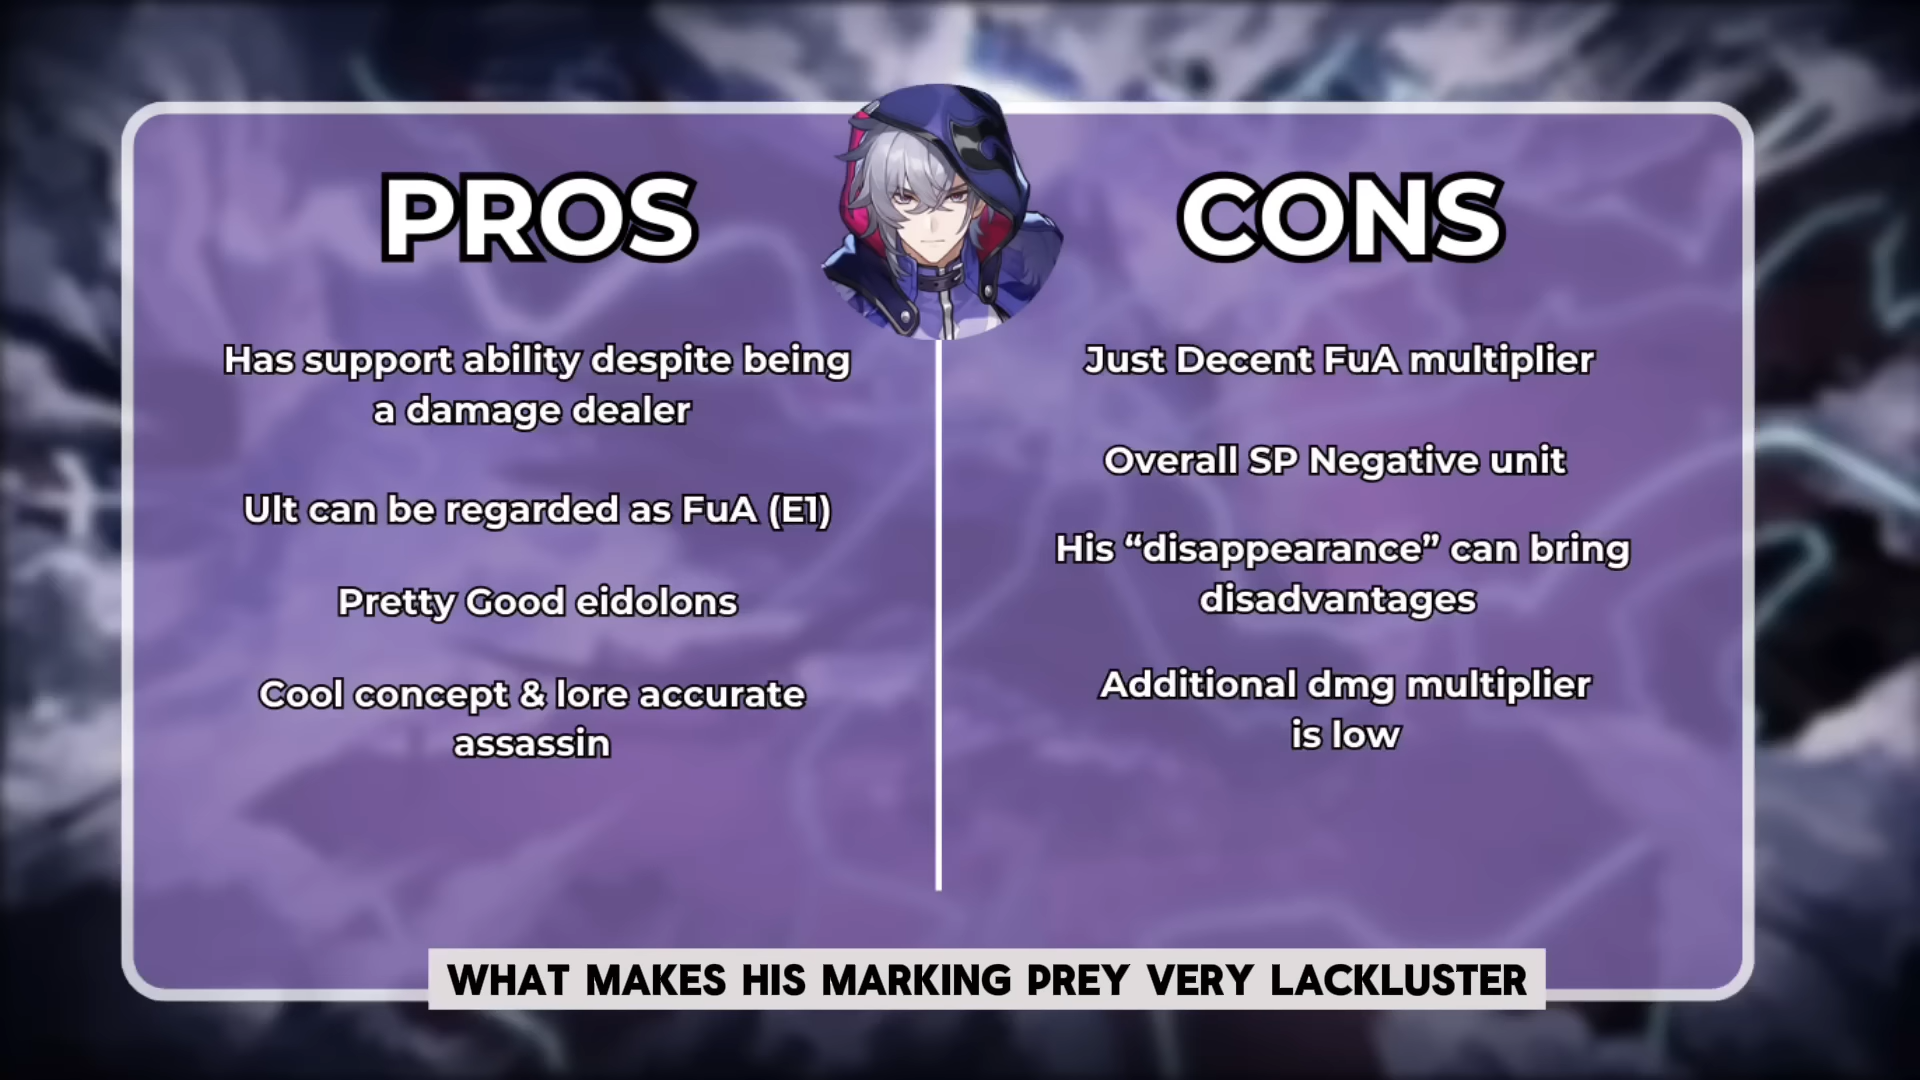 PROS
Has support ability despite being
a damage dealer
Ult can be regarded as FuA (E1)
Pretty Good eidolons
Cool concept & lore accurate
assassin
CONS
Just Decent FuA multiplier
Overall SP Negative unit
His “disappearance” can bring
disadvantages
Additional dmg multiplier
is low
WHAT MAKES HIS MARKING PREY VERY LACKLUSTER